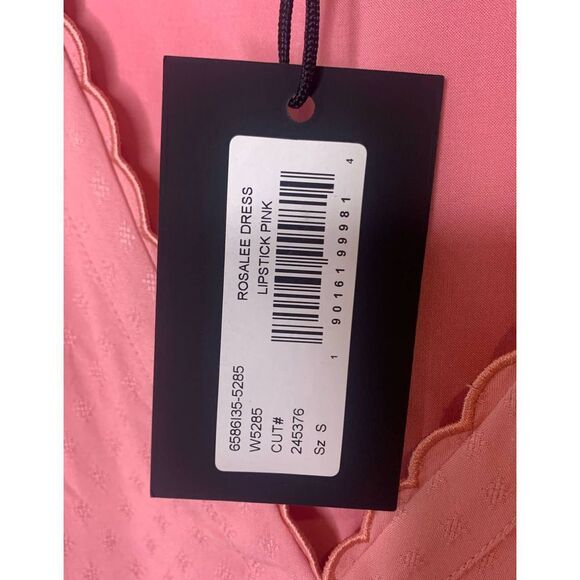 ROSALEE DRESS
LIPSTICK PINK
1 90161 99981 4
6586I35-5285
W5285
CUT#
245376
Sz S